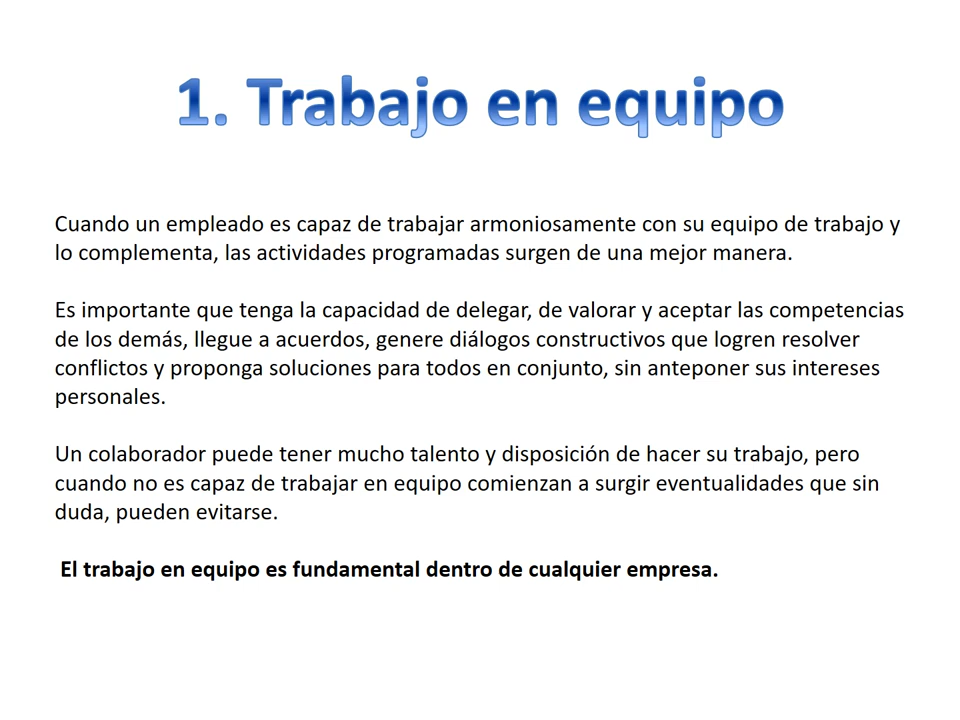 1. Trabajo en equipo
Cuando un empleado es capaz de trabajar armoniosamente con su equipo de trabajo y
lo complementa, las actividades programadas surgen de una mejor manera.
Es importante que tenga la capacidad de delegar, de valorar y aceptar las competencias
de los demás, llegue a acuerdos, genere diálogos constructivos que logren resolver
conflictos y proponga soluciones para todos en conjunto, sin anteponer sus intereses
personales.
Un colaborador puede tener mucho talento y disposición de hacer su trabajo, pero
cuando no es capaz de trabajar en equipo comienzan a surgir eventualidades que sin
duda, pueden evitarse.
El trabajo en equipo es fundamental dentro de cualquier empresa.